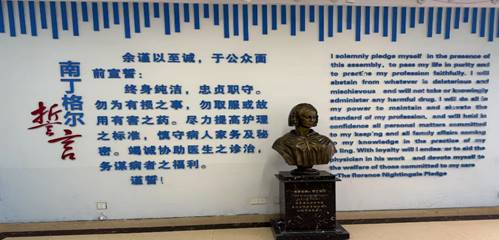 南丁格尔
誓言
余谨以至诚，于公众面
前宣誓：
终身纯洁，忠贞职守。
勿为有损之事，勿取服或故
用有害之药。尽力提高护理
之标准，慎守病人家务及秘
密。竭诚协助医生之诊治，
务谋病者之福利。
谨誓！
I solemnly pledge myself in the presence of
this assembly, to pass my life in purity and
to practise my profession faithfully. I will
abstain from whatever is deleterious and
mischievous and will not take or knowingly
administer any harmful drug. I will do all in
my power to maintain and elevate the
standard of my profession, and will hold in
confidence all personal matters committed
to my keeping and all family affairs coming
to my knowledge in the practice of my
With loyalty will I endeavor to aid the
physician in his work and devote myself to
the welfare of those committed to my care
The Florence Nightingale Pledge